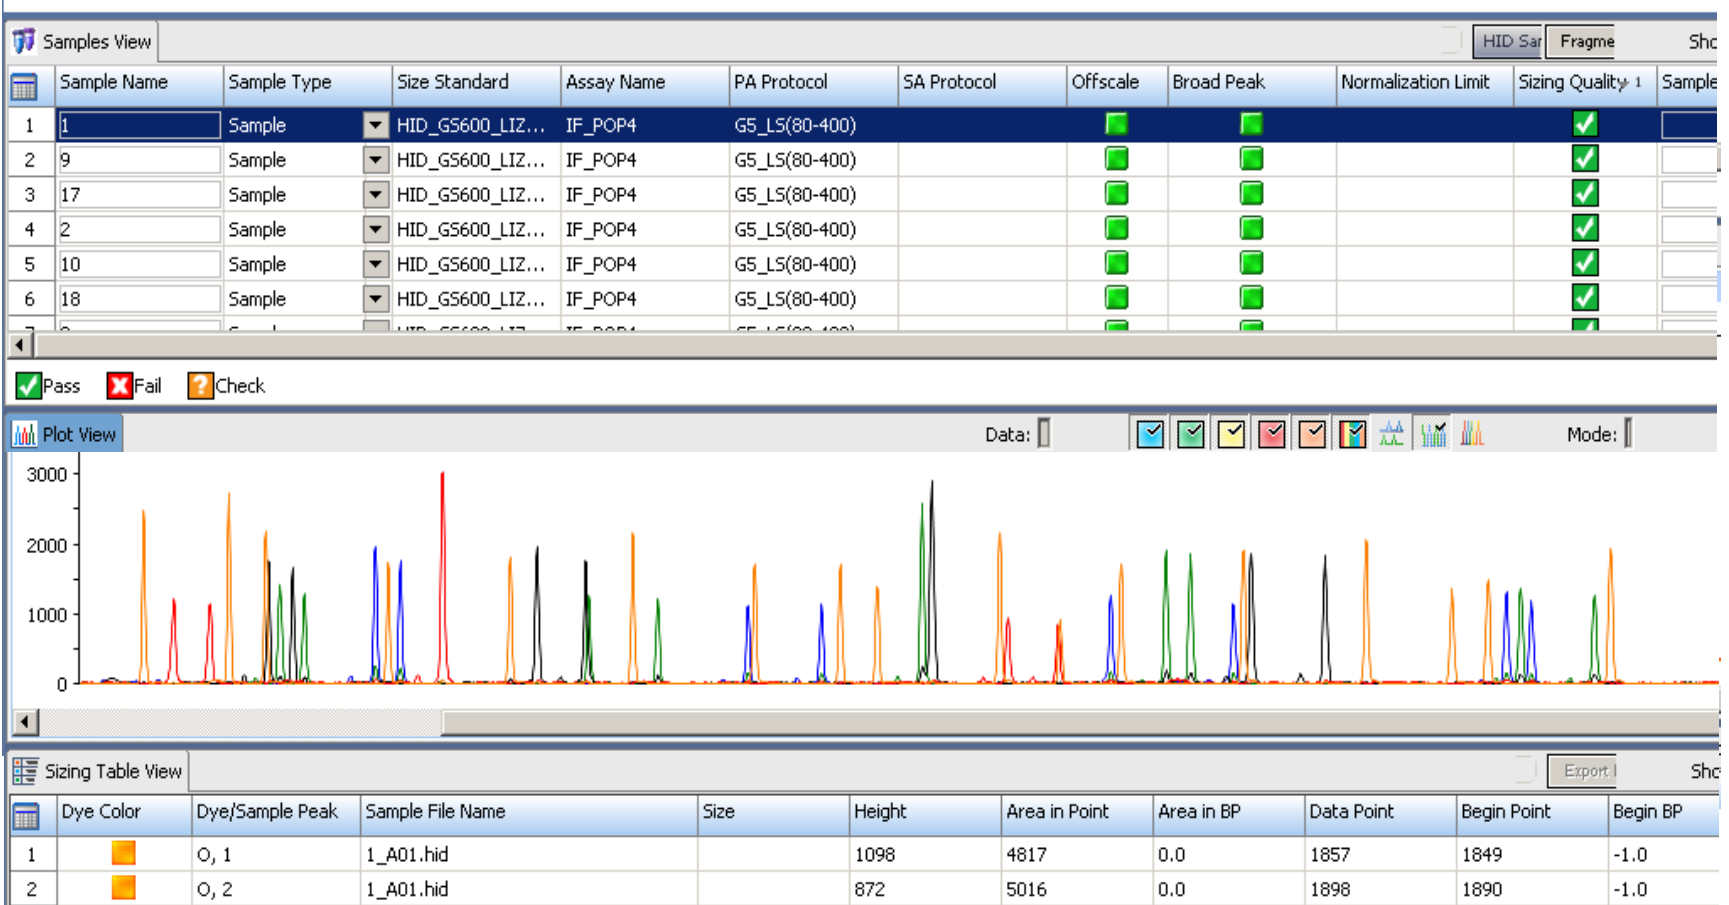 Samples View HID Sar Fragme Sho
Sample Name Sample Type Size Standard Assay Name PA Protocol SA Protocol Offscale Broad Peak Normalization Limit Sizing Quality 1 Sample
1 1 Sample HID_GS600_LIZ... IF_POP4 G5_LS(80-400)
2 9 Sample HID_GS600_LIZ... IF_POP4 G5_LS(80-400)
3 17 Sample HID_GS600_LIZ... IF_POP4 G5_LS(80-400)
4 2 Sample HID_GS600_LIZ... IF_POP4 G5_LS(80-400)
5 10 Sample HID_GS600_LIZ... IF_POP4 G5_LS(80-400)
6 18 Sample HID_GS600_LIZ... IF_POP4 G5_LS(80-400)
Pass Fail Check
Plot View Data: Mode:
3000
2000
1000
0
Sizing Table View Export Sho
Dye Color Dye/Sample Peak Sample File Name Size Height Area in Point Area in BP Data Point Begin Point Begin BP
1 O, 1 1_A01.hid 1098 4817 0.0 1857 1849 -1.0
2 O, 2 1_A01.hid 872 5016 0.0 1898 1890 -1.0